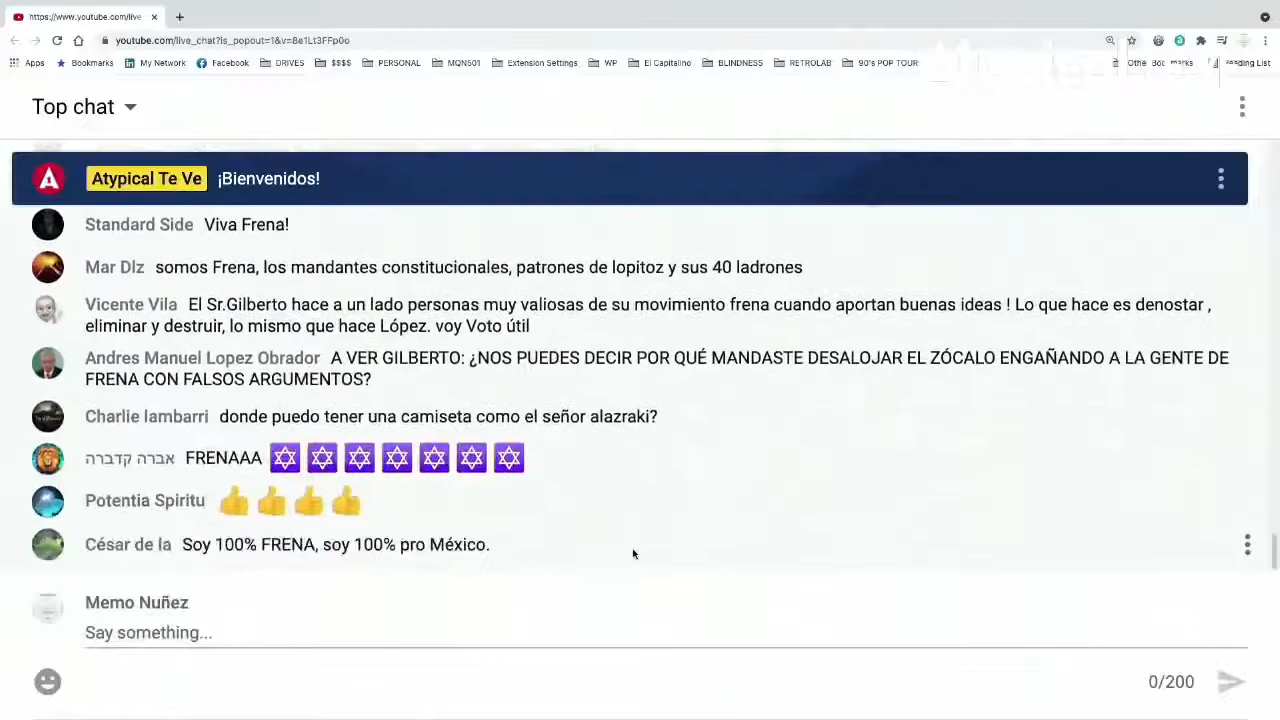 https://www.youtube.com/live
youtube.com/live_chat?is_popout=1&v=8e1Lt3FFp0o
Apps Bookmarks My Network Facebook DRIVES $$$$ PERSONAL MQN501 Extension Settings WP El Capitalino BLINDNESS RETROLAB 90's POP TOUR
Top chat
Atypical Te Ve ¡Bienvenidos!
Standard Side Viva Frena!
Mar Dlz somos Frena, los mandantes constitucionales, patrones de lopitoz y sus 40 ladrones
Vicente Vila El Sr.Gilberto hace a un lado personas muy valiosas de su movimiento frena cuando aportan buenas ideas ! Lo que hace es denostar ,
eliminar y destruir, lo mismo que hace López. voy Voto útil
Andres Manuel Lopez Obrador A VER GILBERTO: ¿NOS PUEDES DECIR POR QUÉ MANDASTE DESALOJAR EL ZÓCALO ENGAÑANDO A LA GENTE DE
FRENA CON FALSOS ARGUMENTOS?
Charlie lambarri donde puedo tener una camiseta como el señor alazraki?
אברה קדברה FRENAAA 🔯🔯🔯🔯🔯🔯🔯
Potentia Spiritu 👍👍👍👍
César de la Soy 100% FRENA, soy 100% pro México.
Memo Nuñez
Say something...
0/200